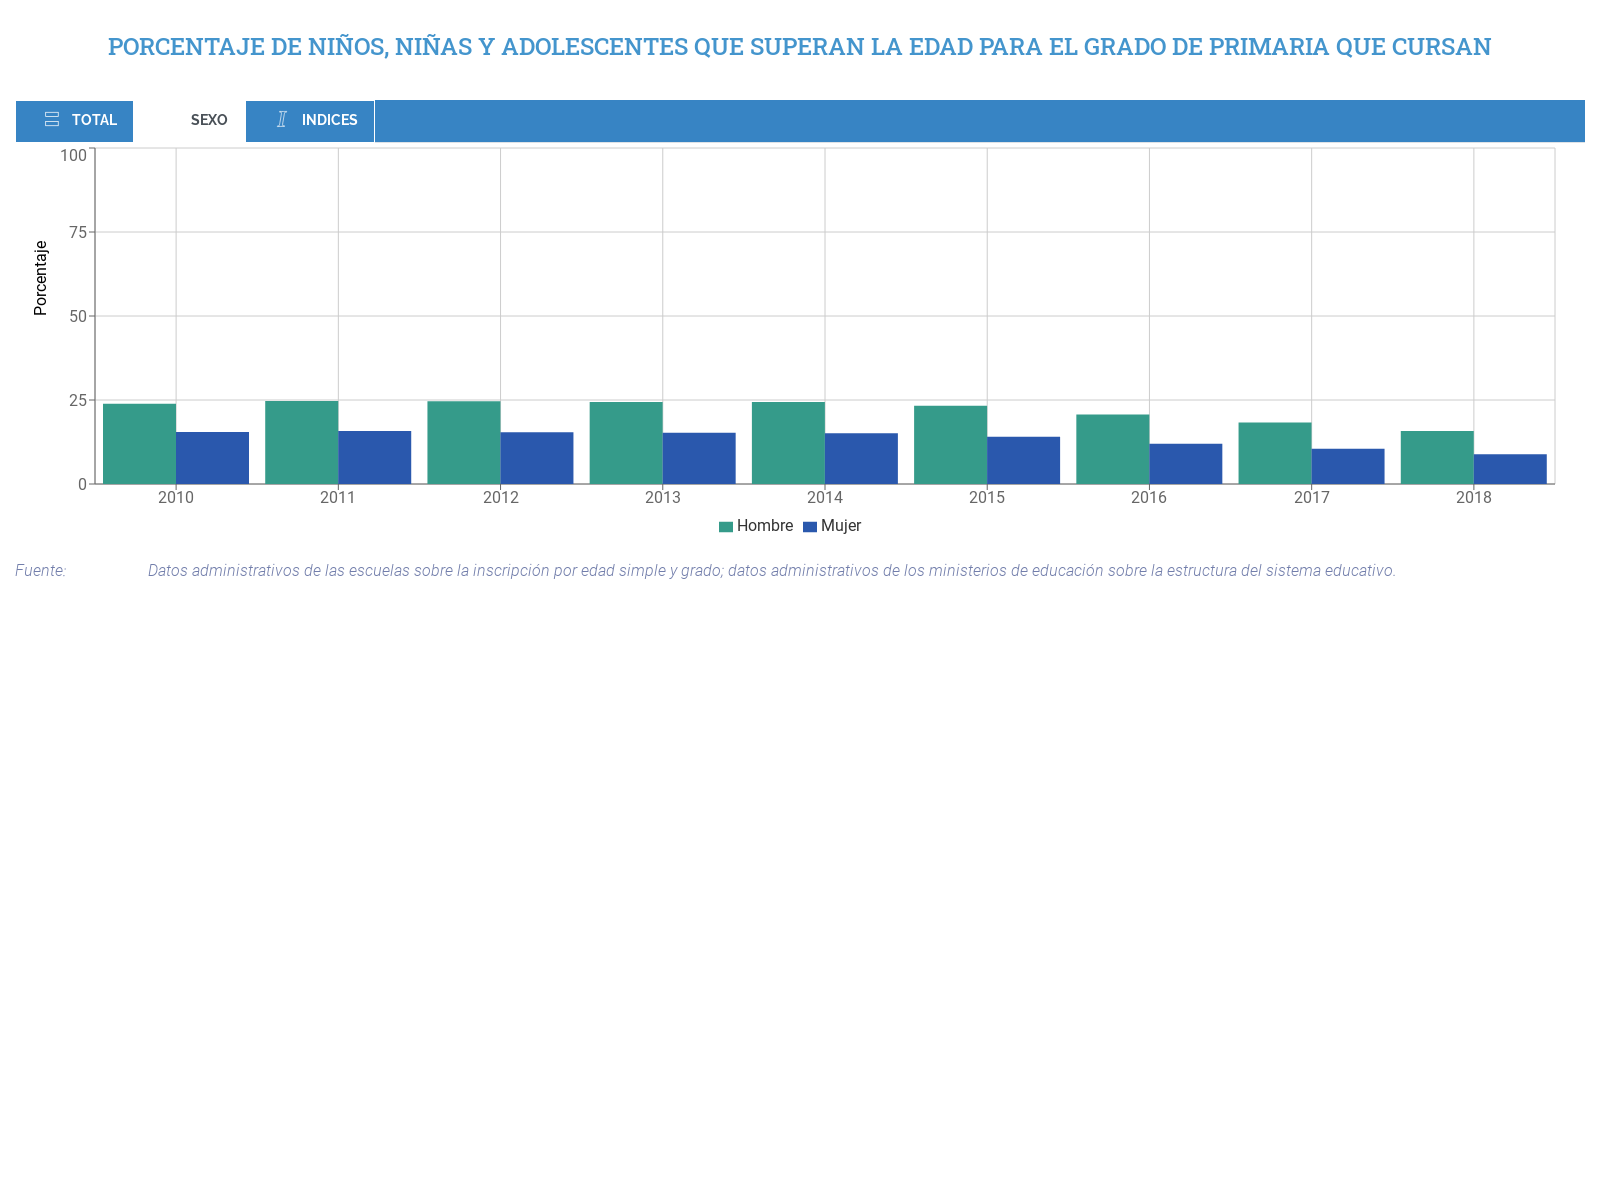 PORCENTAJE DE NIÑOS, NIÑAS Y ADOLESCENTES QUE SUPERAN LA EDAD PARA EL GRADO DE PRIMARIA QUE CURSAN
TOTAL SEXO INDICES
100
75
50
25
0
Porcentaje
2010 2011 2012 2013 2014 2015 2016 2017 2018
Hombre Mujer
Fuente: Datos administrativos de las escuelas sobre la inscripción por edad simple y grado; datos administrativos de los ministerios de educación sobre la estructura del sistema educativo.